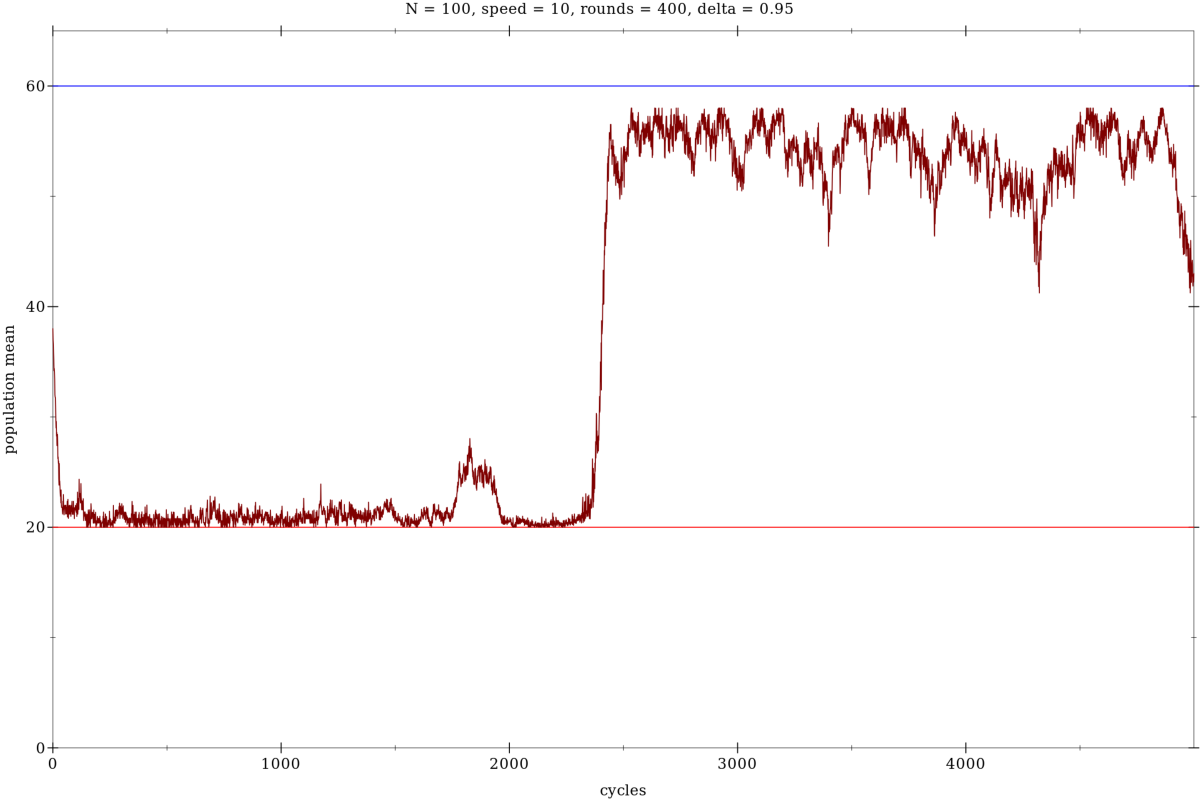 N = 100, speed = 10, rounds = 400, delta = 0.95
60
40
20
0
population mean
0 1000 2000 3000 4000
cycles